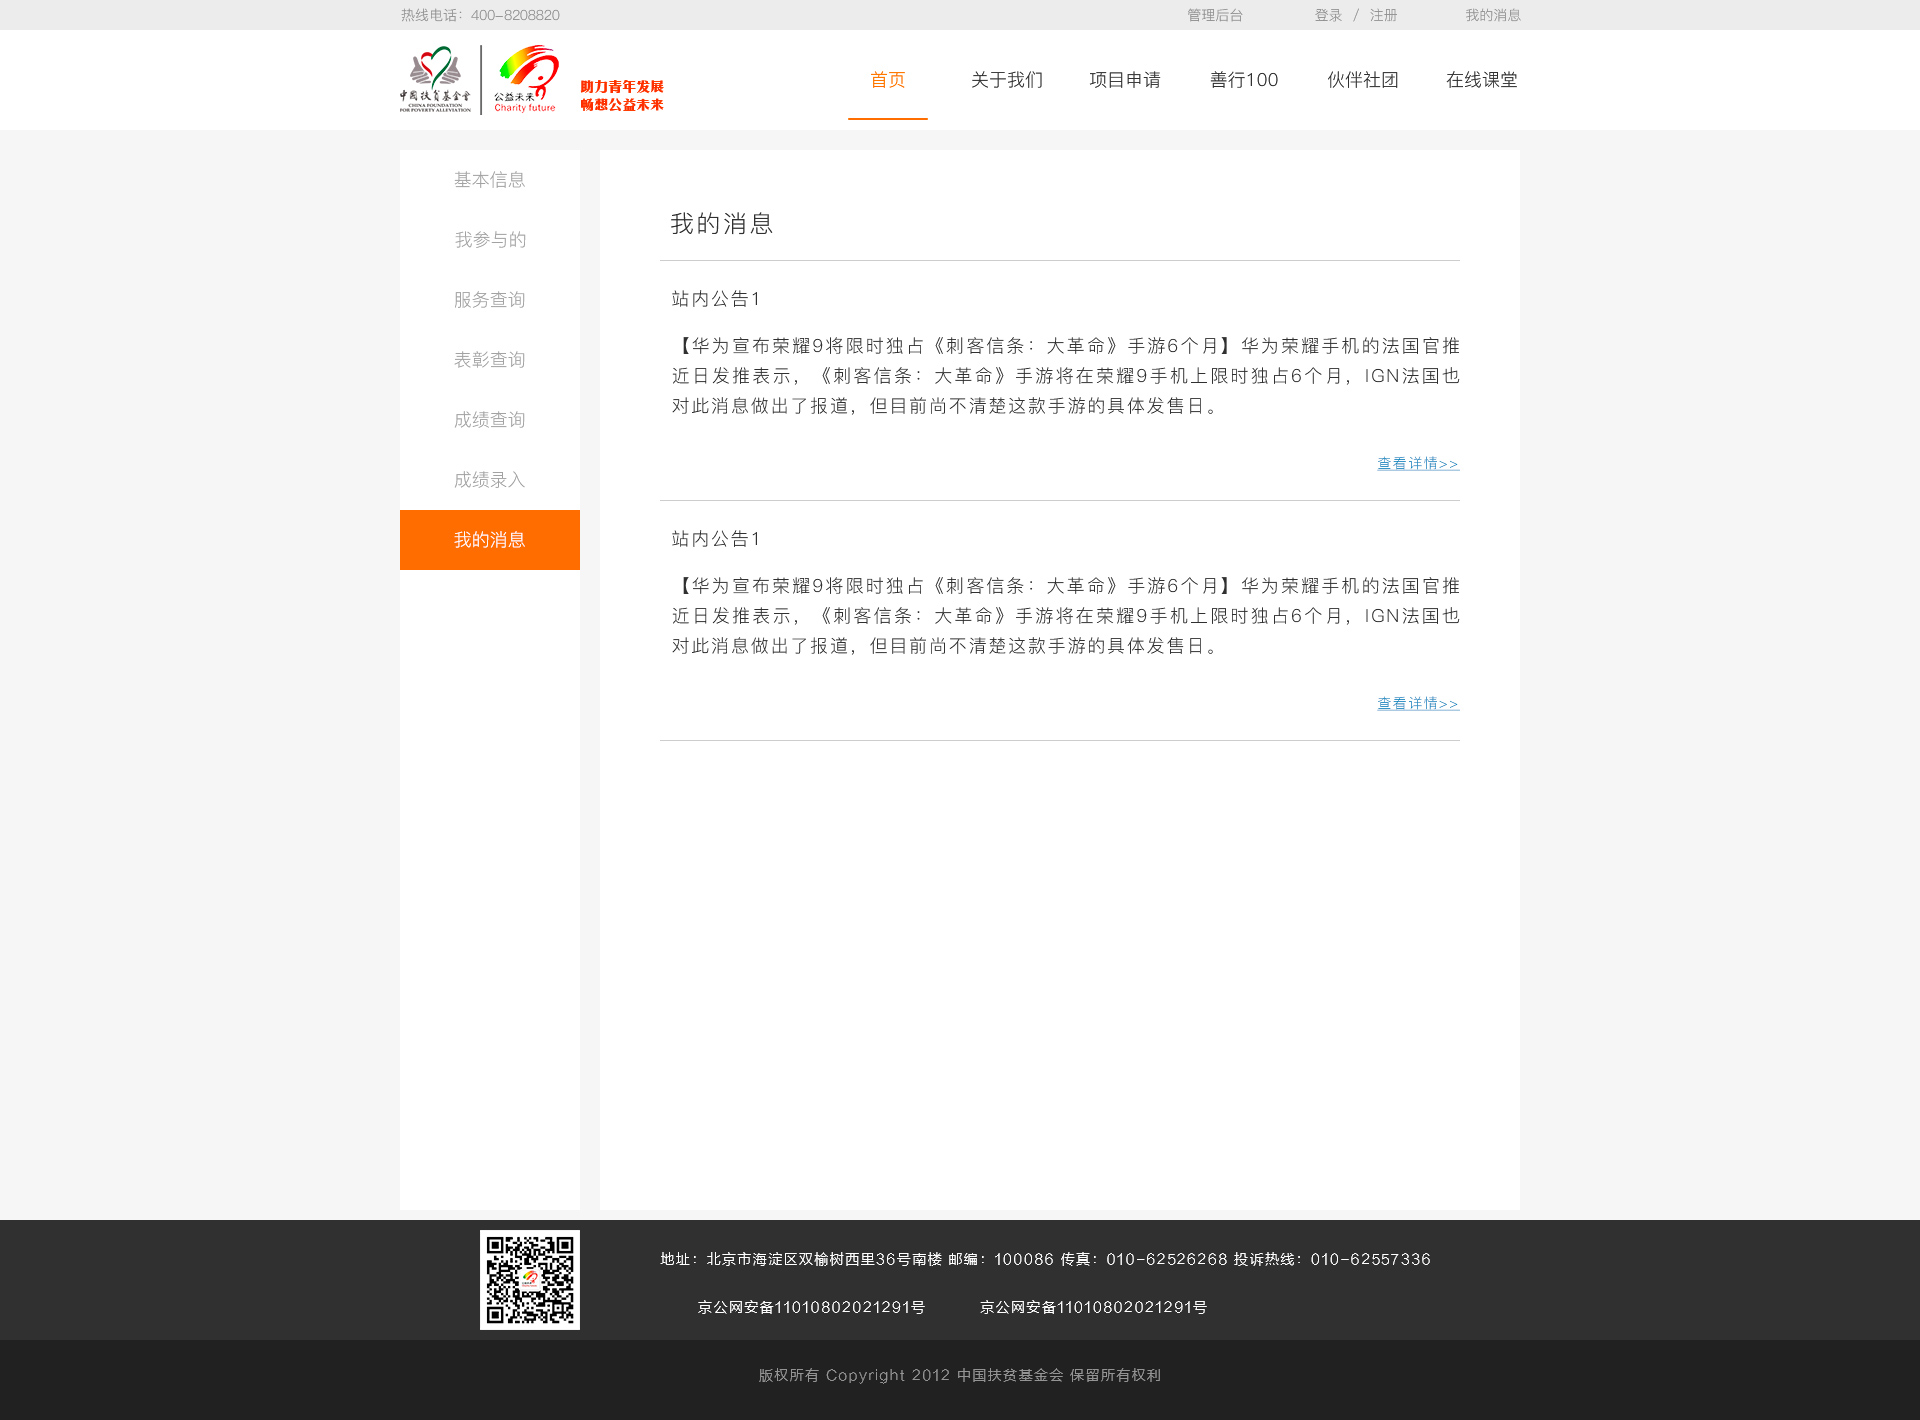 热线电话：400-8208820 管理后台 登录 / 注册 我的消息
中国扶贫基金会
CHINA FOUNDATION
FOR POVERTY ALLEVIATION
公益未来
Charity future
助力青年发展
畅想公益未来
首页 关于我们 项目申请 善行100 伙伴社团 在线课堂
基本信息
我参与的
服务查询
表彰查询
成绩查询
成绩录入
我的消息
我的消息
站内公告1
【华为宣布荣耀9将限时独占《刺客信条：大革命》手游6个月】华为荣耀手机的法国官推
近日发推表示，《刺客信条：大革命》手游将在荣耀9手机上限时独占6个月，IGN法国也
对此消息做出了报道，但目前尚不清楚这款手游的具体发售日。
查看详情>>
站内公告1
【华为宣布荣耀9将限时独占《刺客信条：大革命》手游6个月】华为荣耀手机的法国官推
近日发推表示，《刺客信条：大革命》手游将在荣耀9手机上限时独占6个月，IGN法国也
对此消息做出了报道，但目前尚不清楚这款手游的具体发售日。
查看详情>>
地址：北京市海淀区双榆树西里36号南楼 邮编：100086 传真：010-62526268 投诉热线：010-62557336
京公网安备11010802021291号 京公网安备11010802021291号
版权所有 Copyright 2012 中国扶贫基金会 保留所有权利